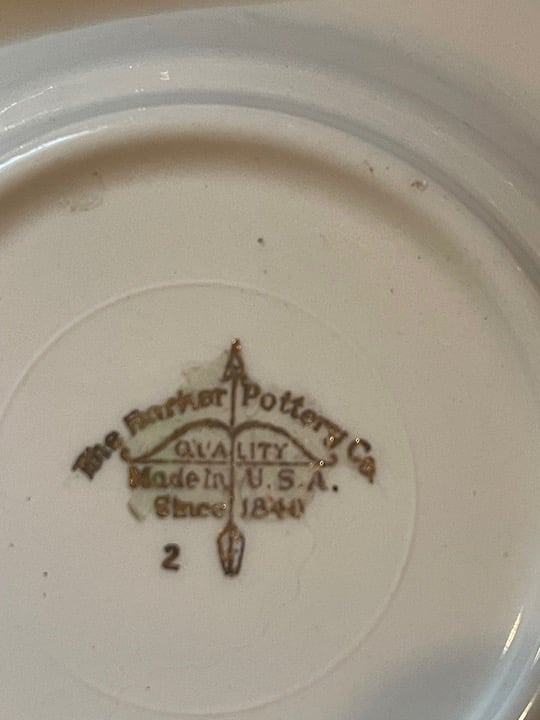 The Harker Pottery Co
QUALITY
Made In U.S.A.
Since 1840
2